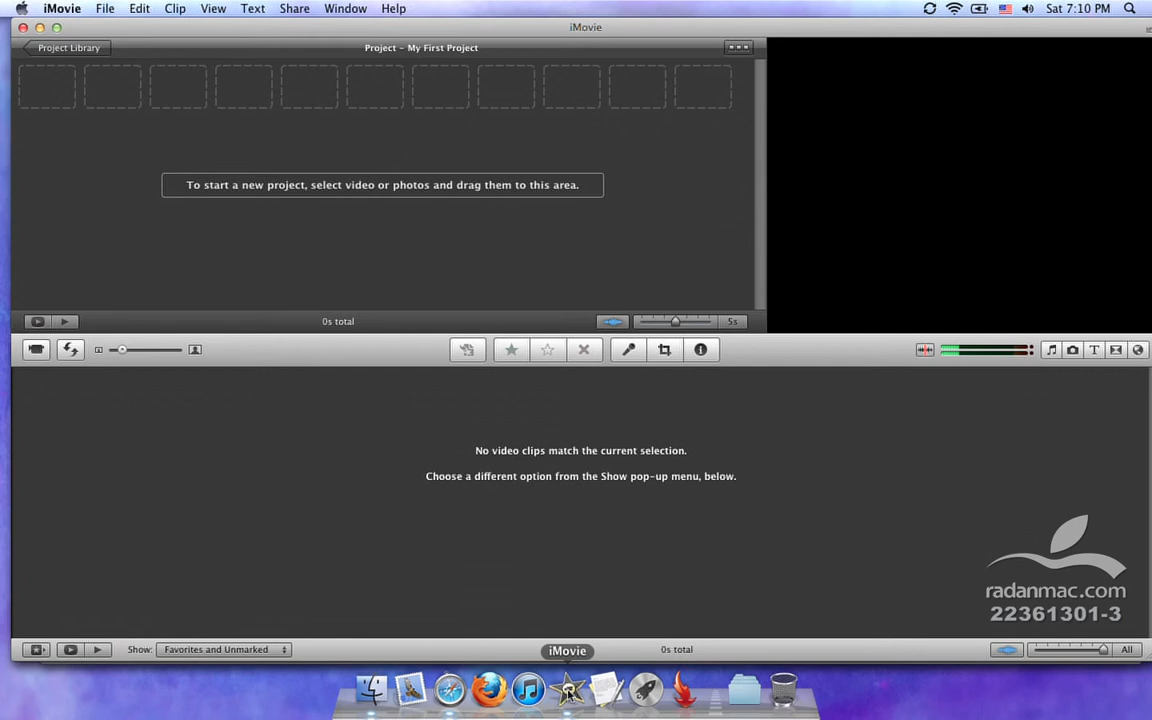 iMovie File Edit Clip View Text Share Window Help Sat 7:10 PM
iMovie
Project Library Project - My First Project
To start a new project, select video or photos and drag them to this area.
0s total 5s
No video clips match the current selection.
Choose a different option from the Show pop-up menu, below.
radanmac.com
22361301-3
Show: Favorites and Unmarked 0s total All
iMovie